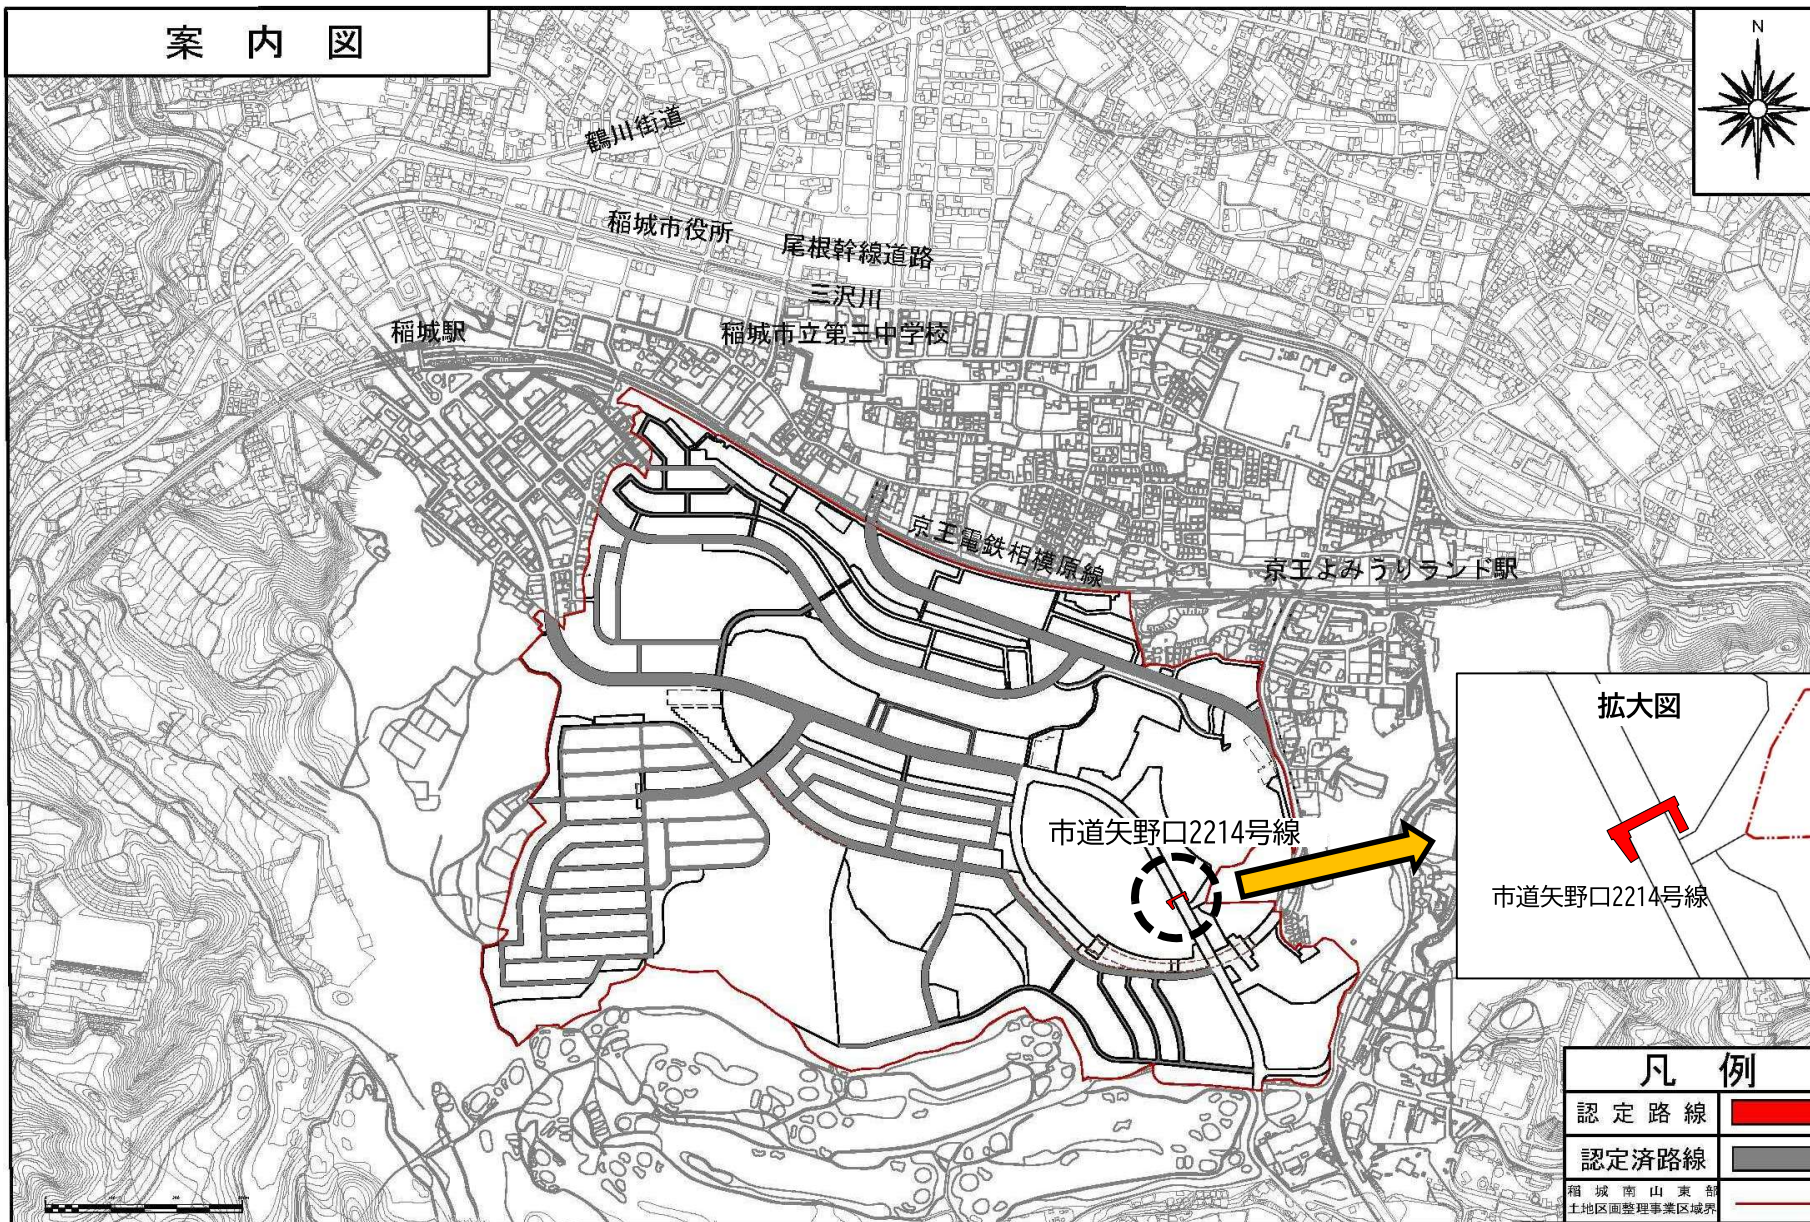 案内図
N
鶴川街道
稲城市役所
尾根幹線道路
三沢川
稲城駅
稲城市立第三中学校
京王電鉄相模原線
京王よみうりランド駅
拡大図
市道矢野口2214号線
市道矢野口2214号線
凡例
認定路線
認定済路線
稲城南山東部
土地区画整理事業区域界